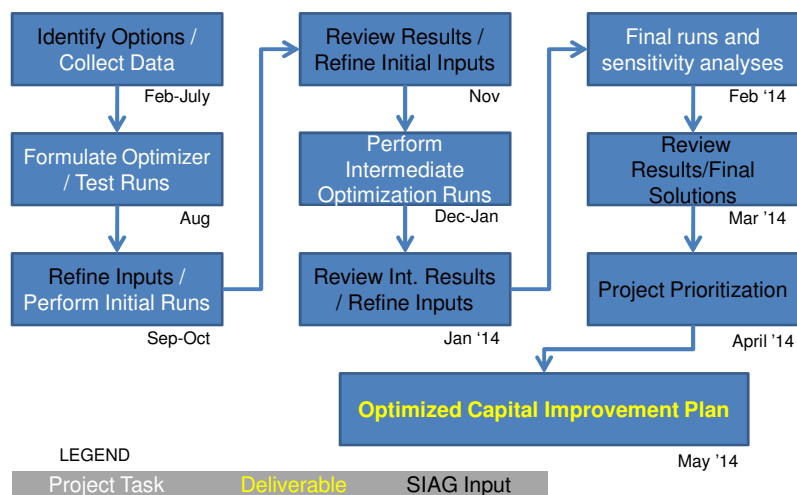 Identify Options /
Collect Data
Feb-July
Formulate Optimizer
/ Test Runs
Aug
Refine Inputs /
Perform Initial Runs
Sep-Oct
Review Results /
Refine Initial Inputs
Nov
Perform
Intermediate
Optimization Runs
Dec-Jan
Review Int. Results
/ Refine Inputs
Jan ‘14
Final runs and
sensitivity analyses
Feb ‘14
Review
Results/Final
Solutions
Mar ’14
Project Prioritization
April ’14
Optimized Capital Improvement Plan
May ’14
LEGEND
Project Task Deliverable SIAG Input